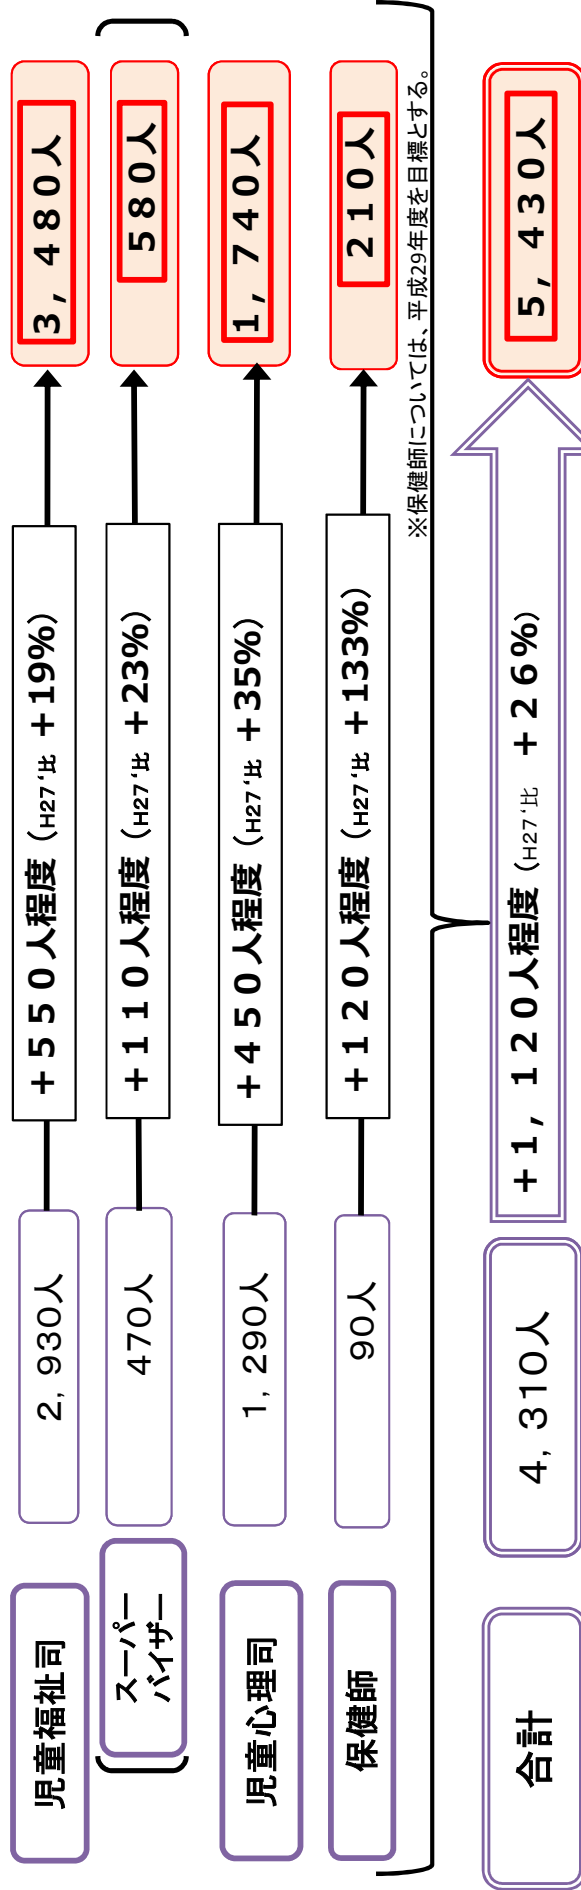 児童福祉司
2，930人
＋５５０人程度（H27‘比 ＋19%）
３，４８０人
スーパー
バイザー
470人
＋１１０人程度（H27‘比 ＋23%）
５８０人
児童心理司
1，290人
＋４５０人程度（H27‘比 ＋35%）
１，７４０人
保健師
90人
＋１２０人程度（H27‘比 ＋133%）
２１０人
※保健師については、平成29年度を目標とする。
合計
4，310人
＋１，１２０人程度（H27‘比 ＋２６%）
５，４３０人